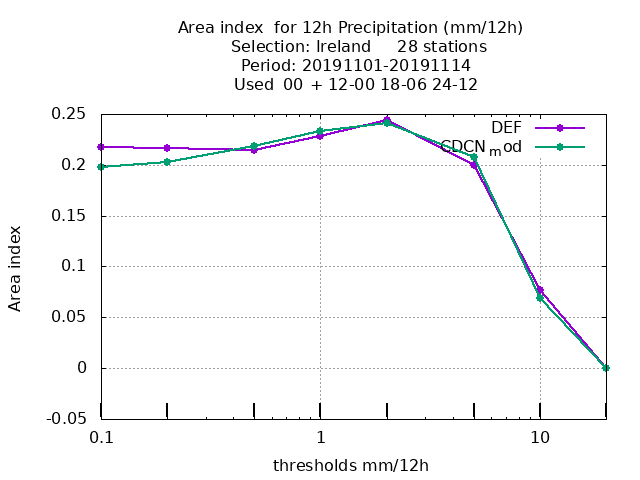 Area index  for 12h Precipitation (mm/12h)
Selection: Ireland     28 stations
Period: 20191101-20191114
Used 00 + 12-00 18-06 24-12
0.25
DEF
CDCN_mod
0.2
0.15
0.1
0.05
0
-0.05
Area index
0.1
1
10
thresholds mm/12h